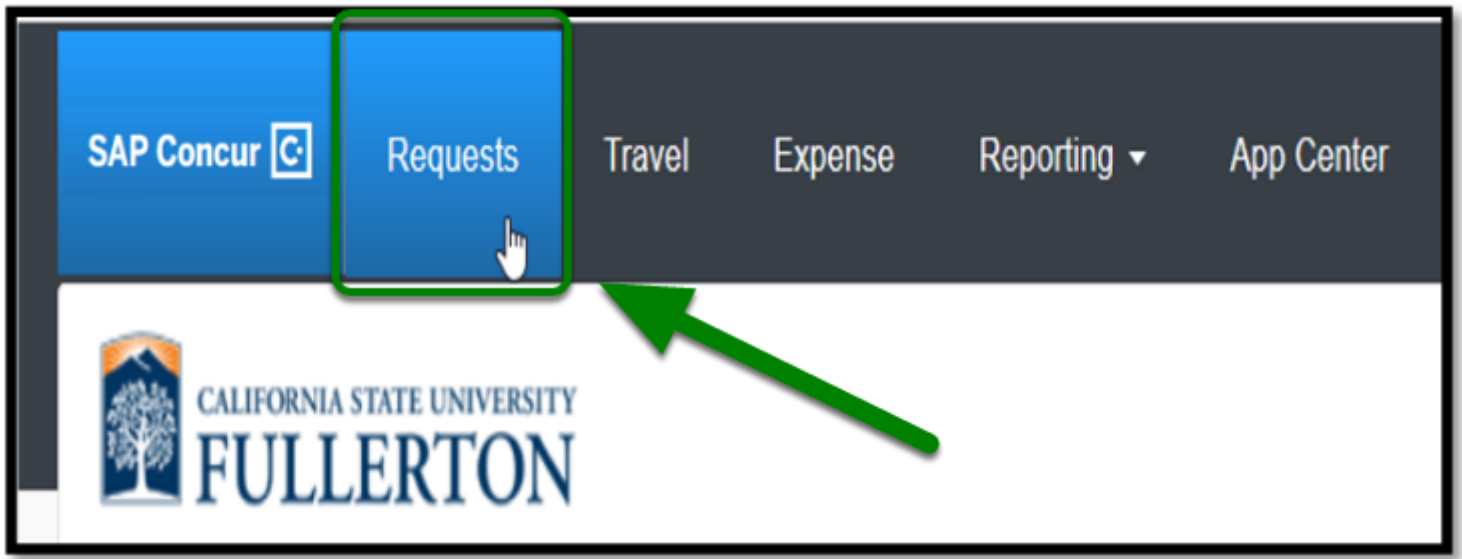 SAP Concur C Requests Travel Expense Reporting App Center
CALIFORNIA STATE UNIVERSITY
FULLERTON